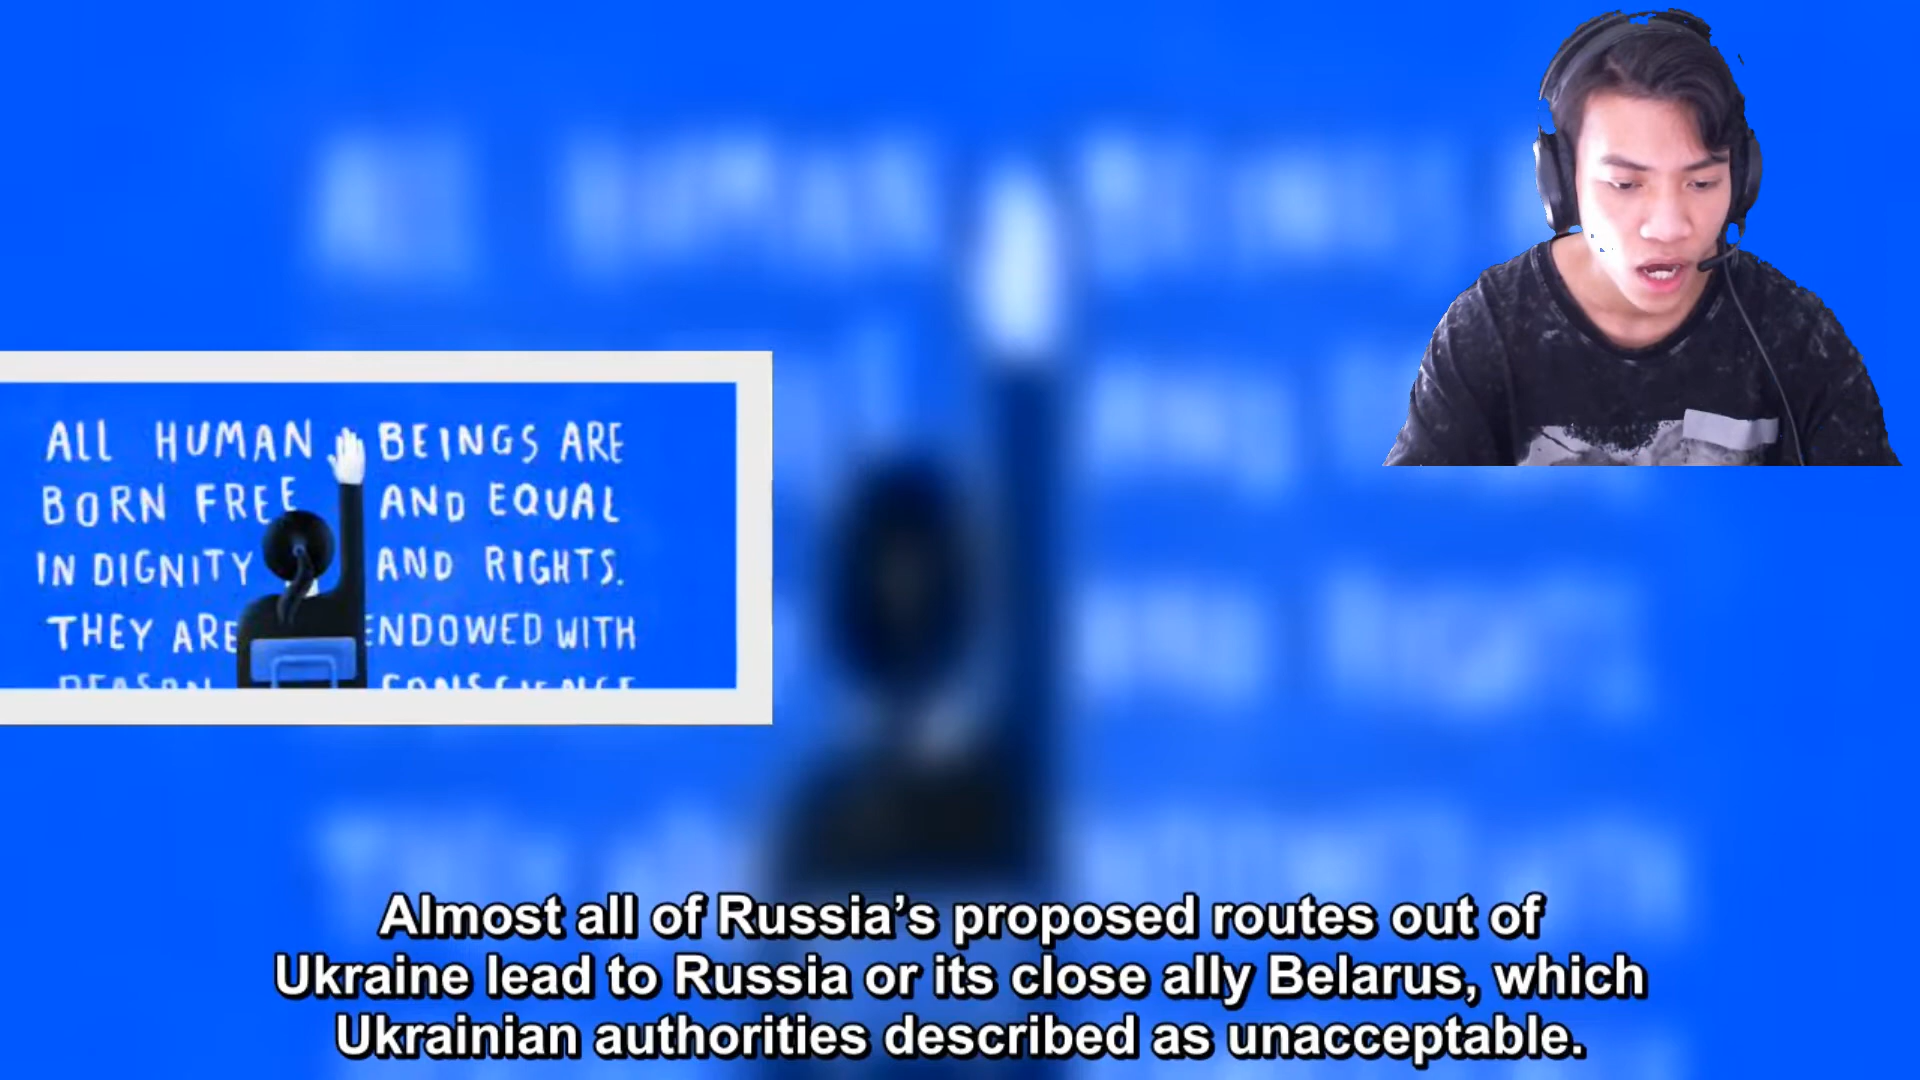 ALL HUMAN BEINGS ARE
BORN FREE AND EQUAL
IN DIGNITY AND RIGHTS.
THEY ARE ENDOWED WITH
REASON CONSCIENCE
Almost all of Russia’s proposed routes out of
Ukraine lead to Russia or its close ally Belarus, which
Ukrainian authorities described as unacceptable.